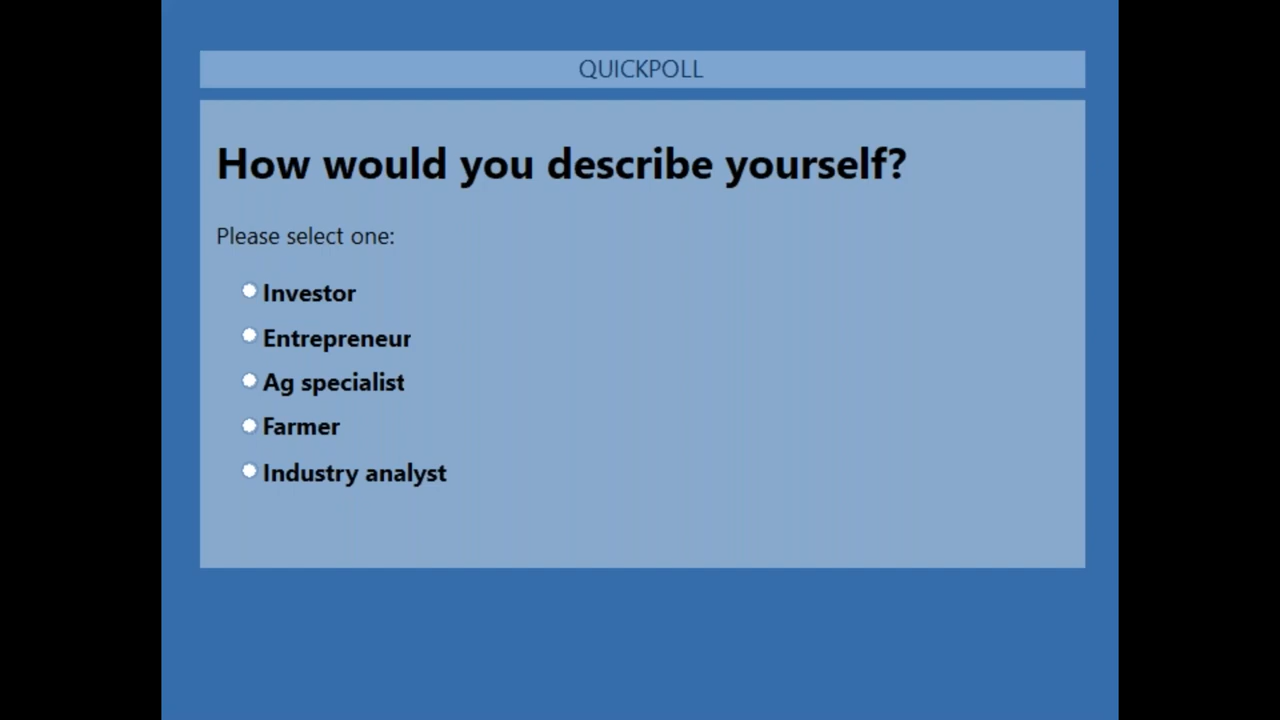 QUICKPOLL
How would you describe yourself?
Please select one:
Investor
Entrepreneur
Ag specialist
Farmer
Industry analyst